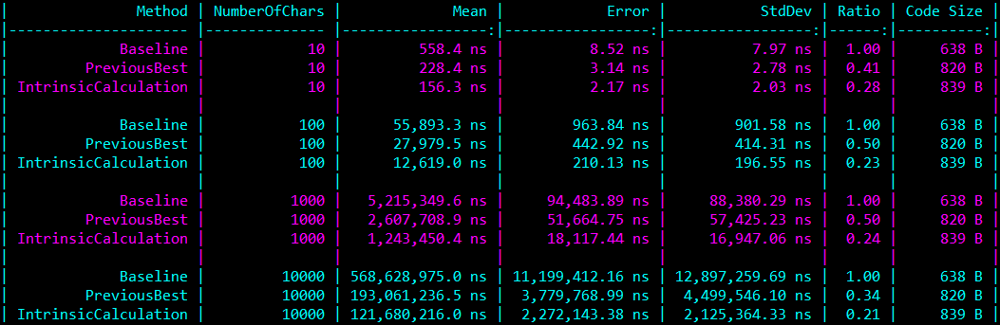 | Method | NumberOfChars | Mean | Error | StdDev | Ratio | Code Size |
|--------------------- |-------------- |-----------------:|-----------------:|-----------------:|------:|----------:|
| Baseline | 10 | 558.4 ns | 8.52 ns | 7.97 ns | 1.00 | 638 B |
| PreviousBest | 10 | 228.4 ns | 3.14 ns | 2.78 ns | 0.41 | 820 B |
| IntrinsicCalculation | 10 | 156.3 ns | 2.17 ns | 2.03 ns | 0.28 | 839 B |
| | | | | | | |
| Baseline | 100 | 55,893.3 ns | 963.84 ns | 901.58 ns | 1.00 | 638 B |
| PreviousBest | 100 | 27,979.5 ns | 442.92 ns | 414.31 ns | 0.50 | 820 B |
| IntrinsicCalculation | 100 | 12,619.0 ns | 210.13 ns | 196.55 ns | 0.23 | 839 B |
| | | | | | | |
| Baseline | 1000 | 5,215,349.6 ns | 94,483.89 ns | 88,380.29 ns | 1.00 | 638 B |
| PreviousBest | 1000 | 2,607,708.9 ns | 51,664.75 ns | 57,425.23 ns | 0.50 | 820 B |
| IntrinsicCalculation | 1000 | 1,243,450.4 ns | 18,117.44 ns | 16,947.06 ns | 0.24 | 839 B |
| | | | | | | |
| Baseline | 10000 | 568,628,975.0 ns | 11,199,412.16 ns | 12,897,259.69 ns | 1.00 | 638 B |
| PreviousBest | 10000 | 193,061,236.5 ns | 3,779,768.99 ns | 4,499,546.10 ns | 0.34 | 820 B |
| IntrinsicCalculation | 10000 | 121,680,216.0 ns | 2,272,143.38 ns | 2,125,364.33 ns | 0.21 | 839 B |